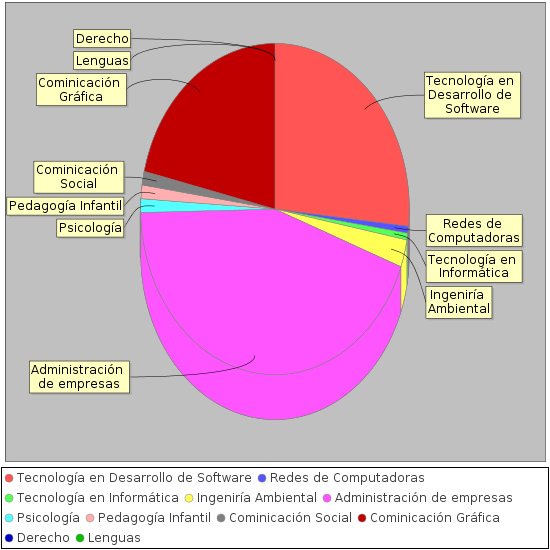 Derecho
Lenguas
Cominicación
Gráfica
Tecnología en
Desarrollo de
Software
Cominicación
Social
Pedagogía Infantil
Psicología
Redes de
Computadoras
Tecnología en
Informática
Ingeniría
Ambiental
Administración
de empresas
Tecnología en Desarrollo de Software Redes de Computadoras
Tecnología en Informática Ingeniría Ambiental Administración de empresas
Psicología Pedagogía Infantil Cominicación Social Cominicación Gráfica
Derecho Lenguas